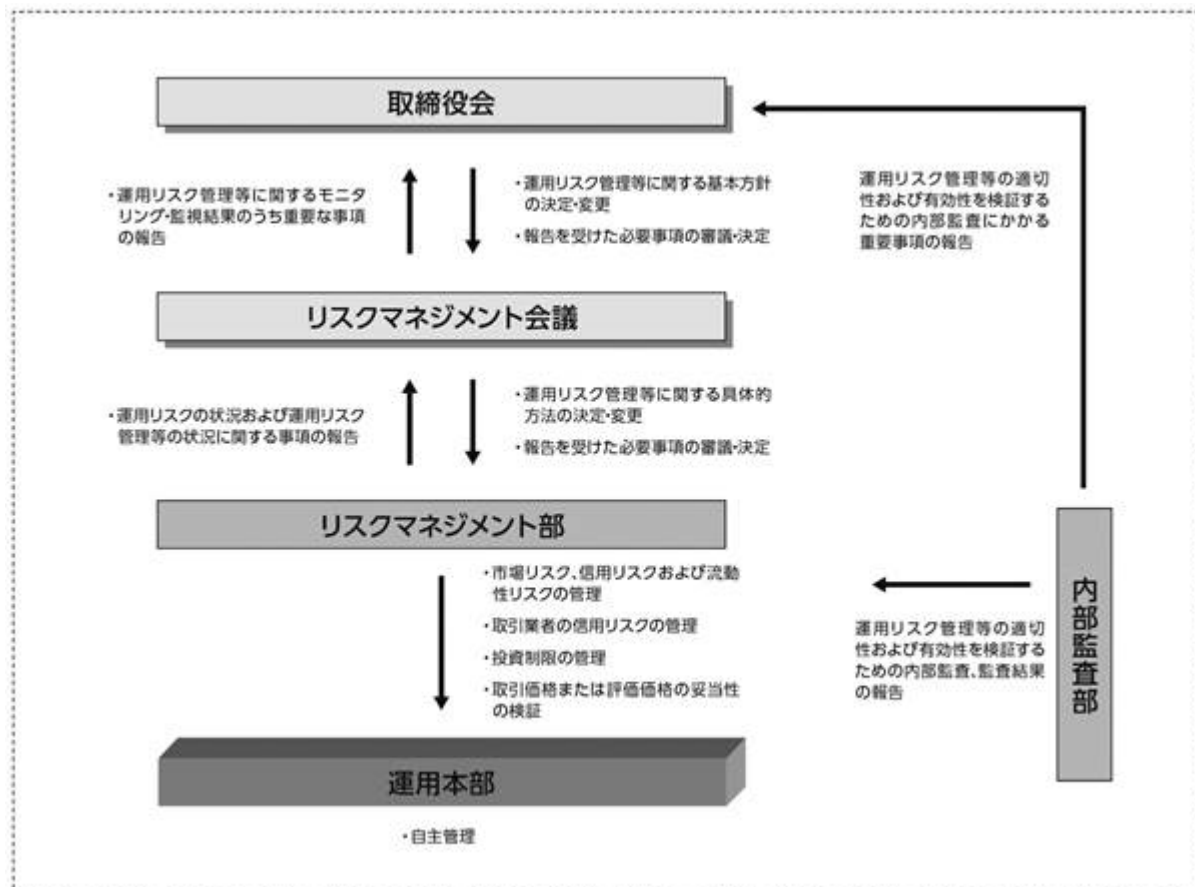 取締役会
・運用リスク管理等に関するモニタ
リング・監視結果のうち重要な事項
の報告
・運用リスク管理等に関する基本方針
の決定・変更
・報告を受けた必要事項の審議・決定
運用リスク管理等の適切
性および有効性を検証する
ための内部監査にかかる
重要事項の報告
リスクマネジメント会議
・運用リスクの状況および運用リスク
管理等の状況に関する事項の報告
・運用リスク管理等に関する具体的
方法の決定・変更
・報告を受けた必要事項の審議・決定
リスクマネジメント部
・市場リスク、信用リスクおよび流動
性リスクの管理
・取引業者の信用リスクの管理
・投資制限の管理
・取引価格または評価価格の妥当性
の検証
運用リスク管理等の適切
性および有効性を検証する
ための内部監査、監査結果
の報告
内部監査部
運用本部
・自主管理